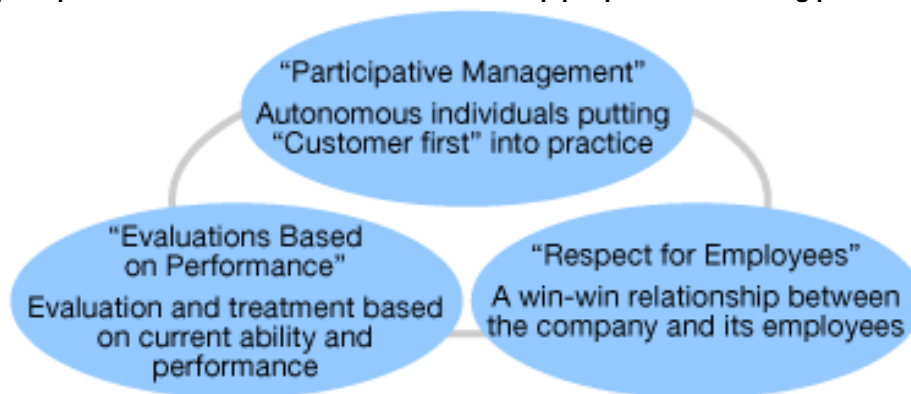 “Participative Management”
Autonomous individuals putting
“Customer first” into practice
“Evaluations Based
on Performance”
Evaluation and treatment based
on current ability and
performance
“Respect for Employees”
A win-win relationship between
the company and its employees